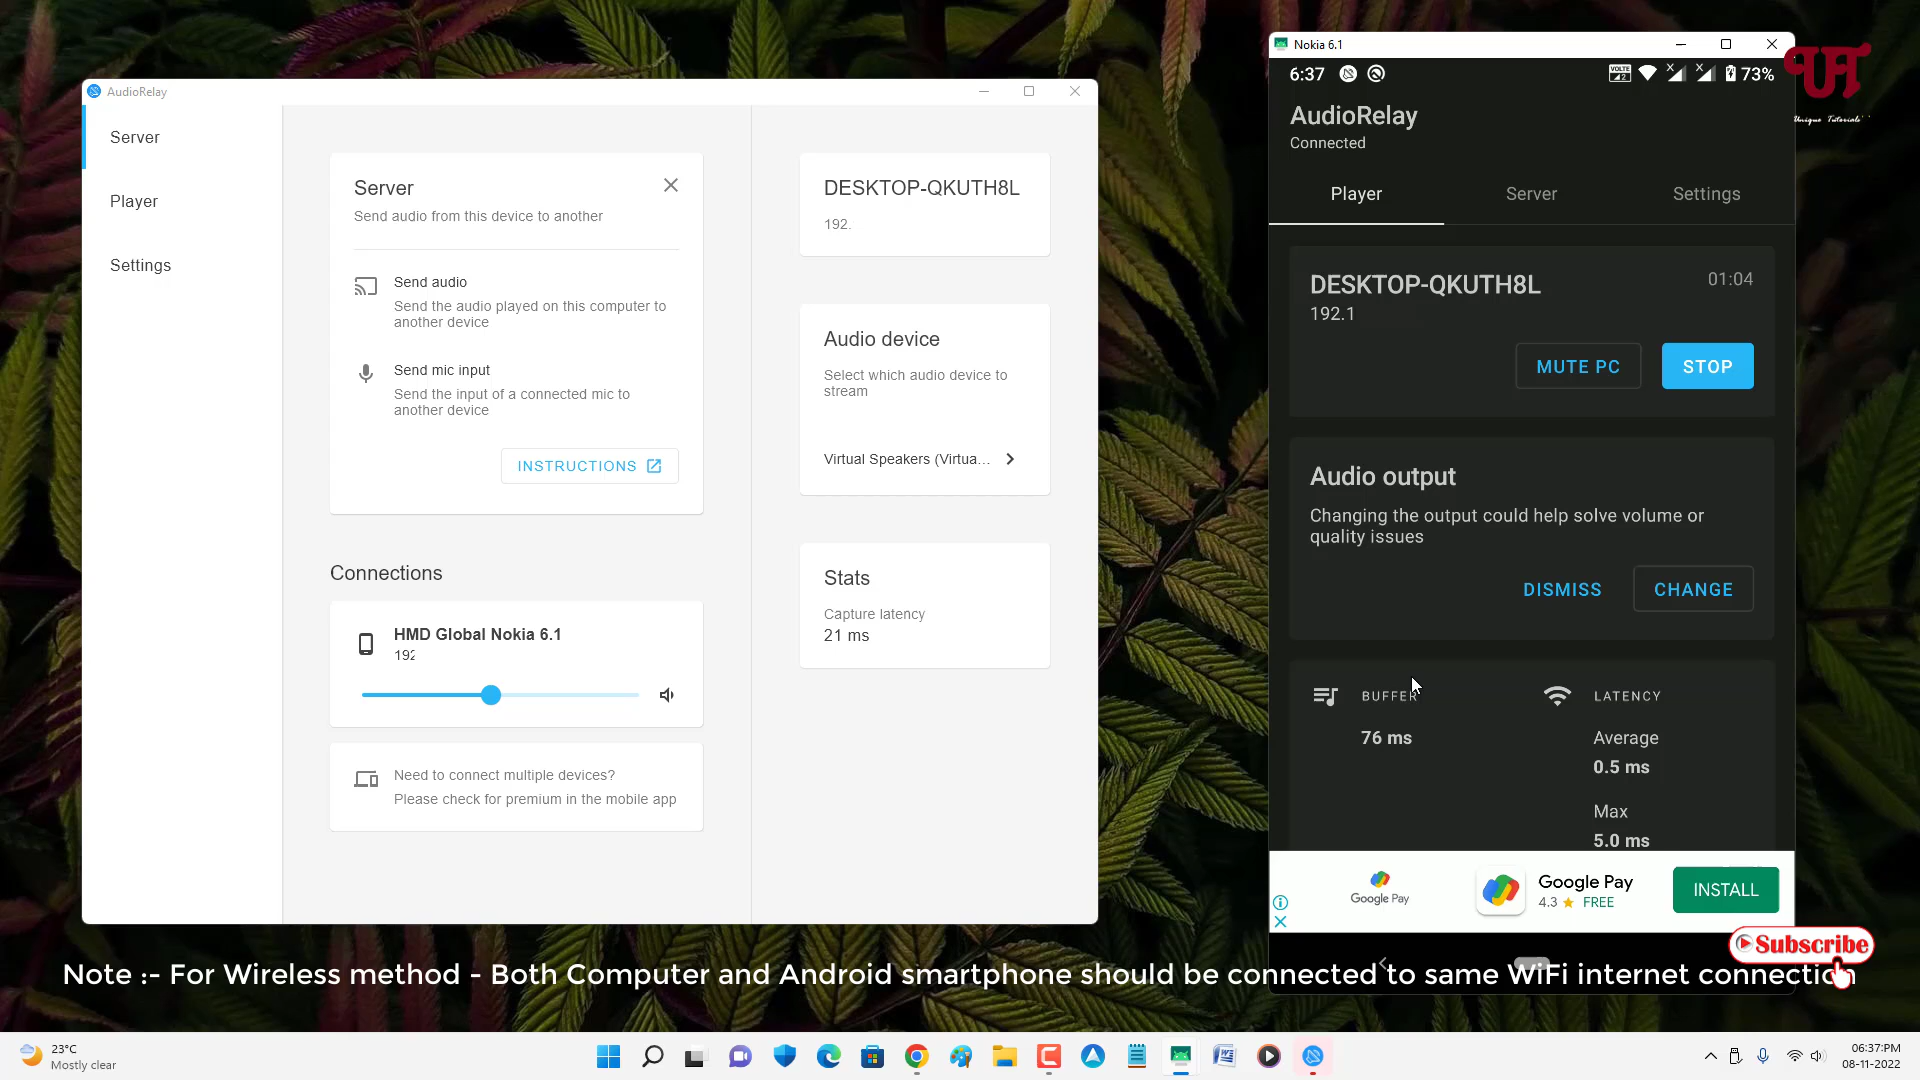 AudioRelay
Server
Player
Settings
Server
Send audio from this device to another
Send audio
Send the audio played on this computer to
another device
Send mic input
Send the input of a connected mic to
another device
INSTRUCTIONS
Connections
HMD Global Nokia 6.1
192
Need to connect multiple devices?
Please check for premium in the mobile app
DESKTOP-QKUTH8L
192.
Audio device
Select which audio device to
stream
Virtual Speakers (Virtua...
Stats
Capture latency
21 ms
Nokia 6.1
6:37
VOLTE
73%
AudioRelay
Connected
Player
Server
Settings
DESKTOP-QKUTH8L
01:04
192.1
MUTE PC
STOP
Audio output
Changing the output could help solve volume or
quality issues
DISMISS
CHANGE
BUFFER
76 ms
LATENCY
Average
0.5 ms
Max
5.0 ms
Google Pay
Google Pay
4.3 ★ FREE
INSTALL
UT
Unique Tutorials
Subscribe
Note :- For Wireless method - Both Computer and Android smartphone should be connected to same WiFi internet connection
23°C
Mostly clear
06:37:PM
08-11-2022